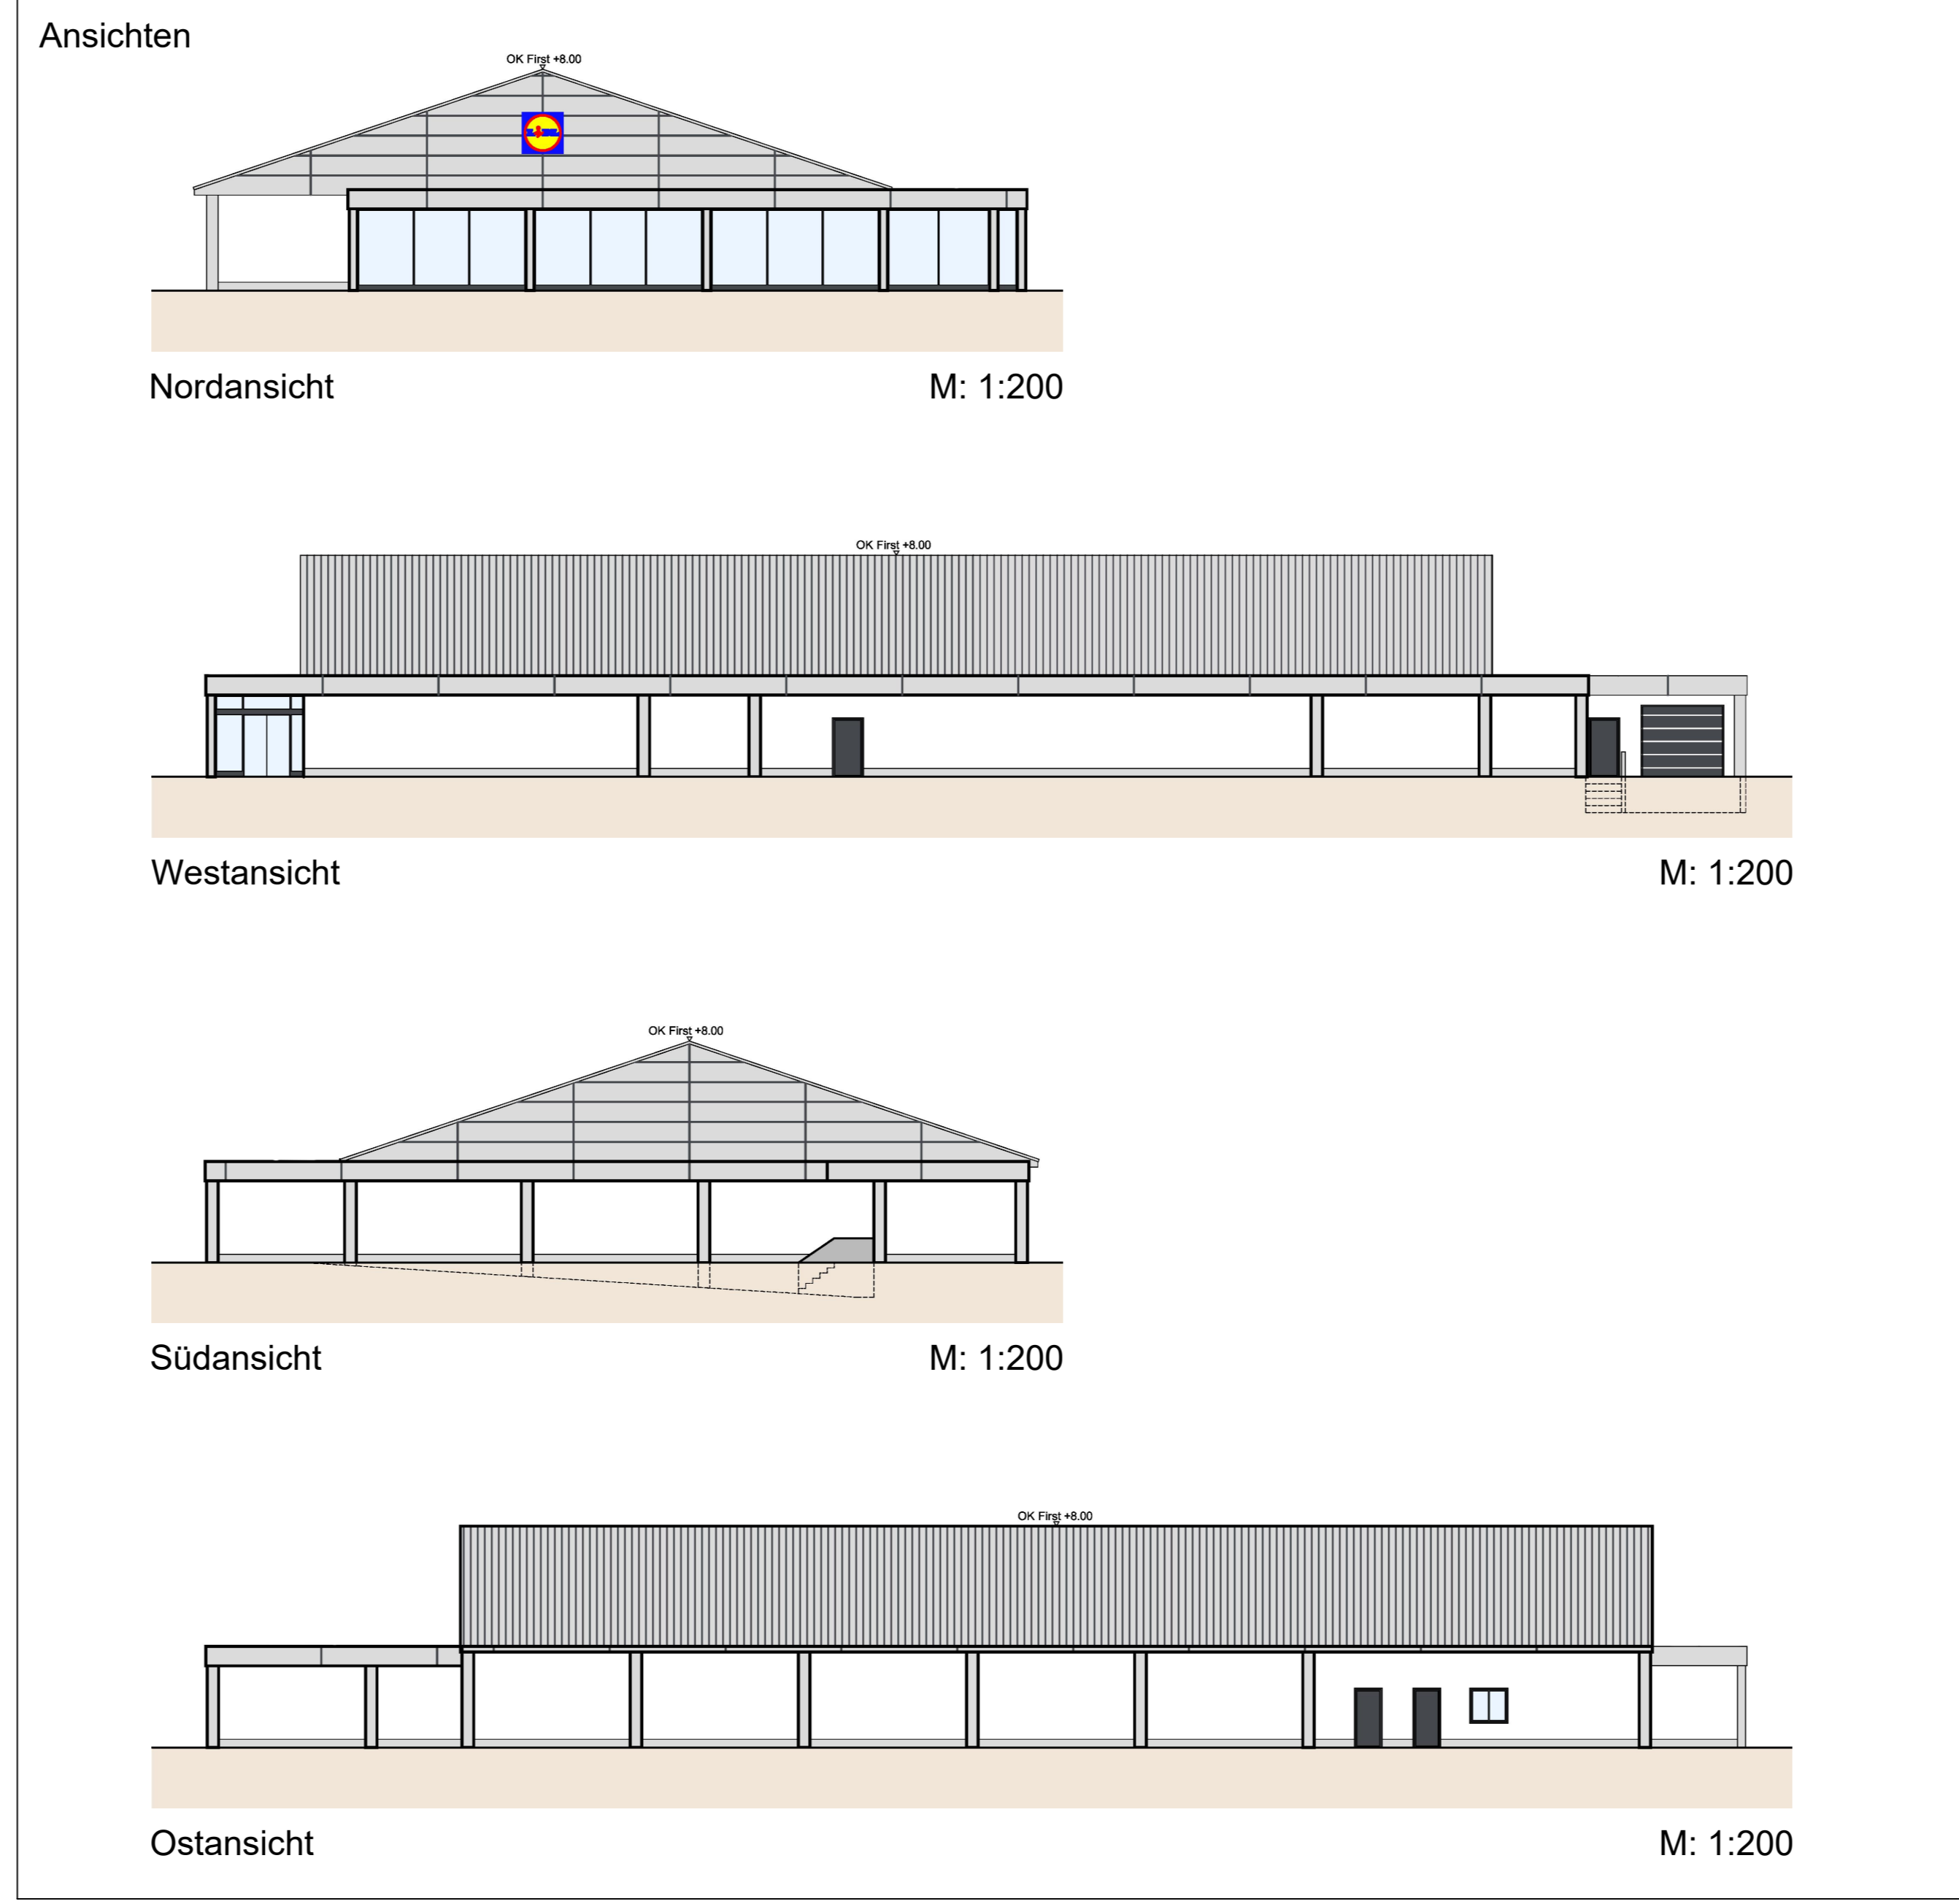 Ansichten
OK First +8.00
LIDL
Nordansicht M: 1:200
OK First +8.00
Westansicht M: 1:200
OK First +8.00
Südansicht M: 1:200
OK First +8.00
Ostansicht M: 1:200